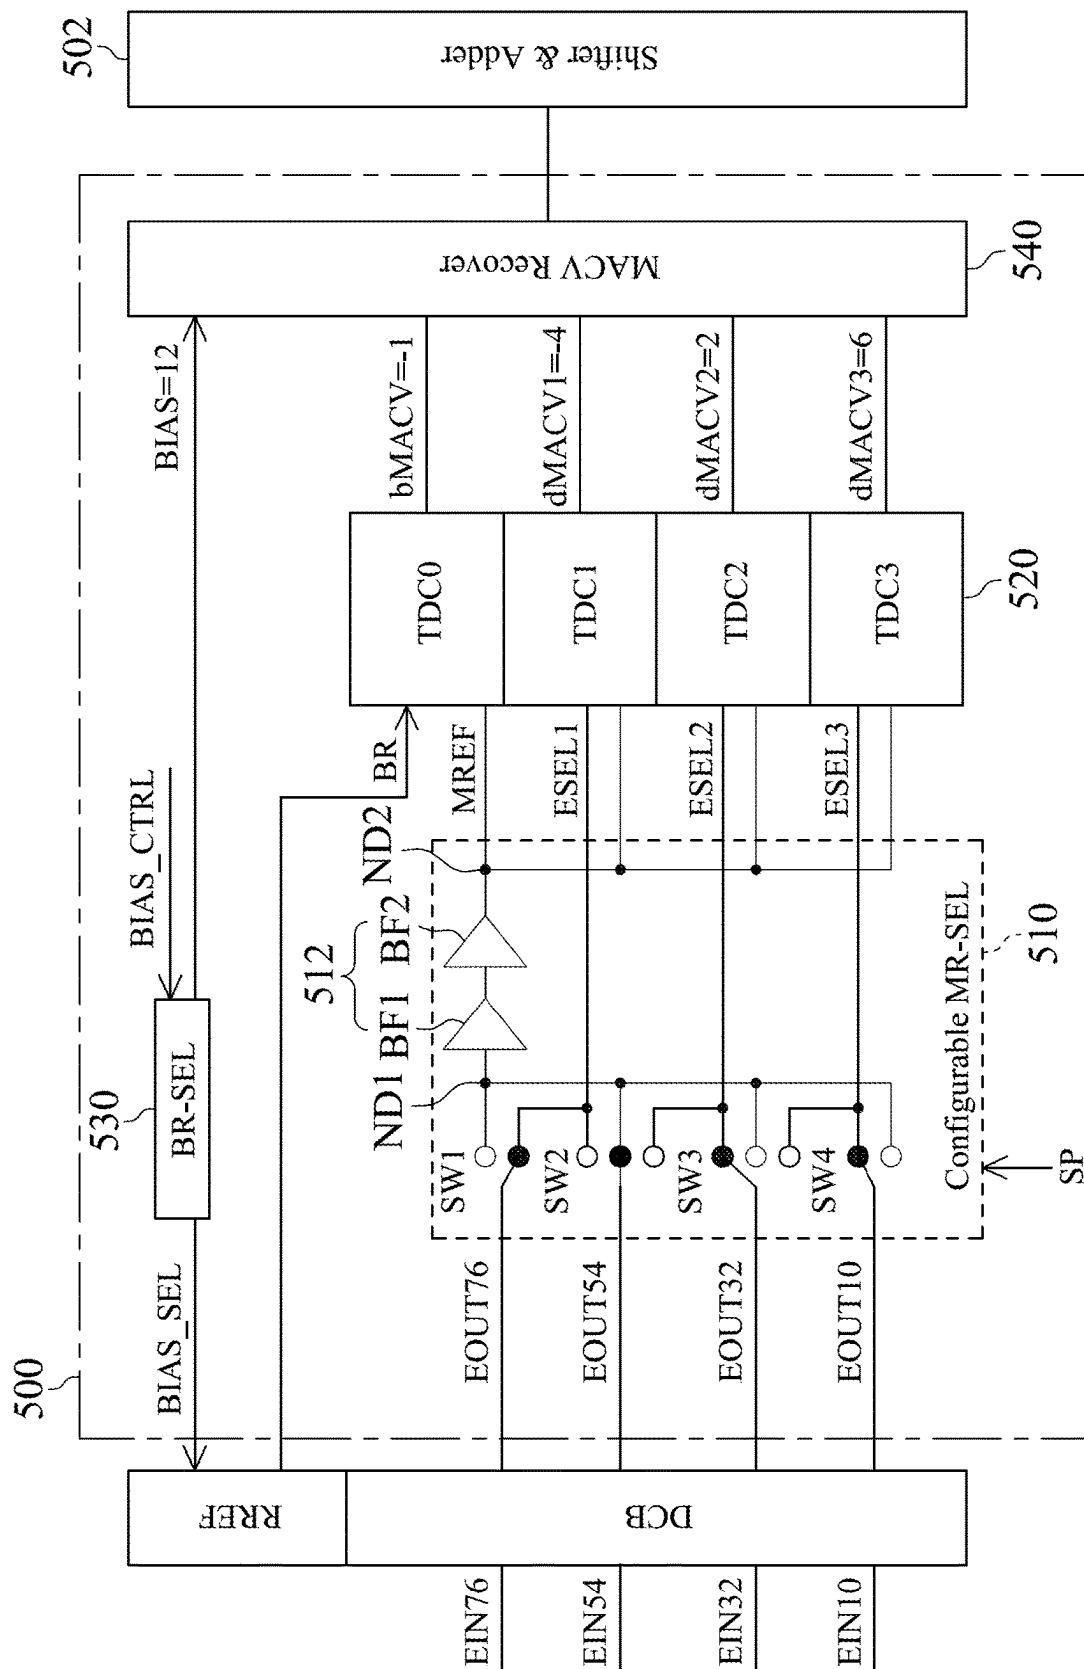 500
BIAS_SEL
530
BR-SEL
BIAS_CTRL
BIAS=12
502
Shifter & Adder
MACV Recover
540
RREF
DCB
EIN76
EIN54
EIN32
EIN10
EOUT76
EOUT54
EOUT32
EOUT10
ND1
512
BF1
BF2
ND2
SW1
SW2
SW3
SW4
Configurable MR-SEL
510
SP
BR
MREF
ESEL1
ESEL2
ESEL3
TDC0
TDC1
TDC2
TDC3
520
bMACV=-1
dMACV1=-4
dMACV2=2
dMACV3=6